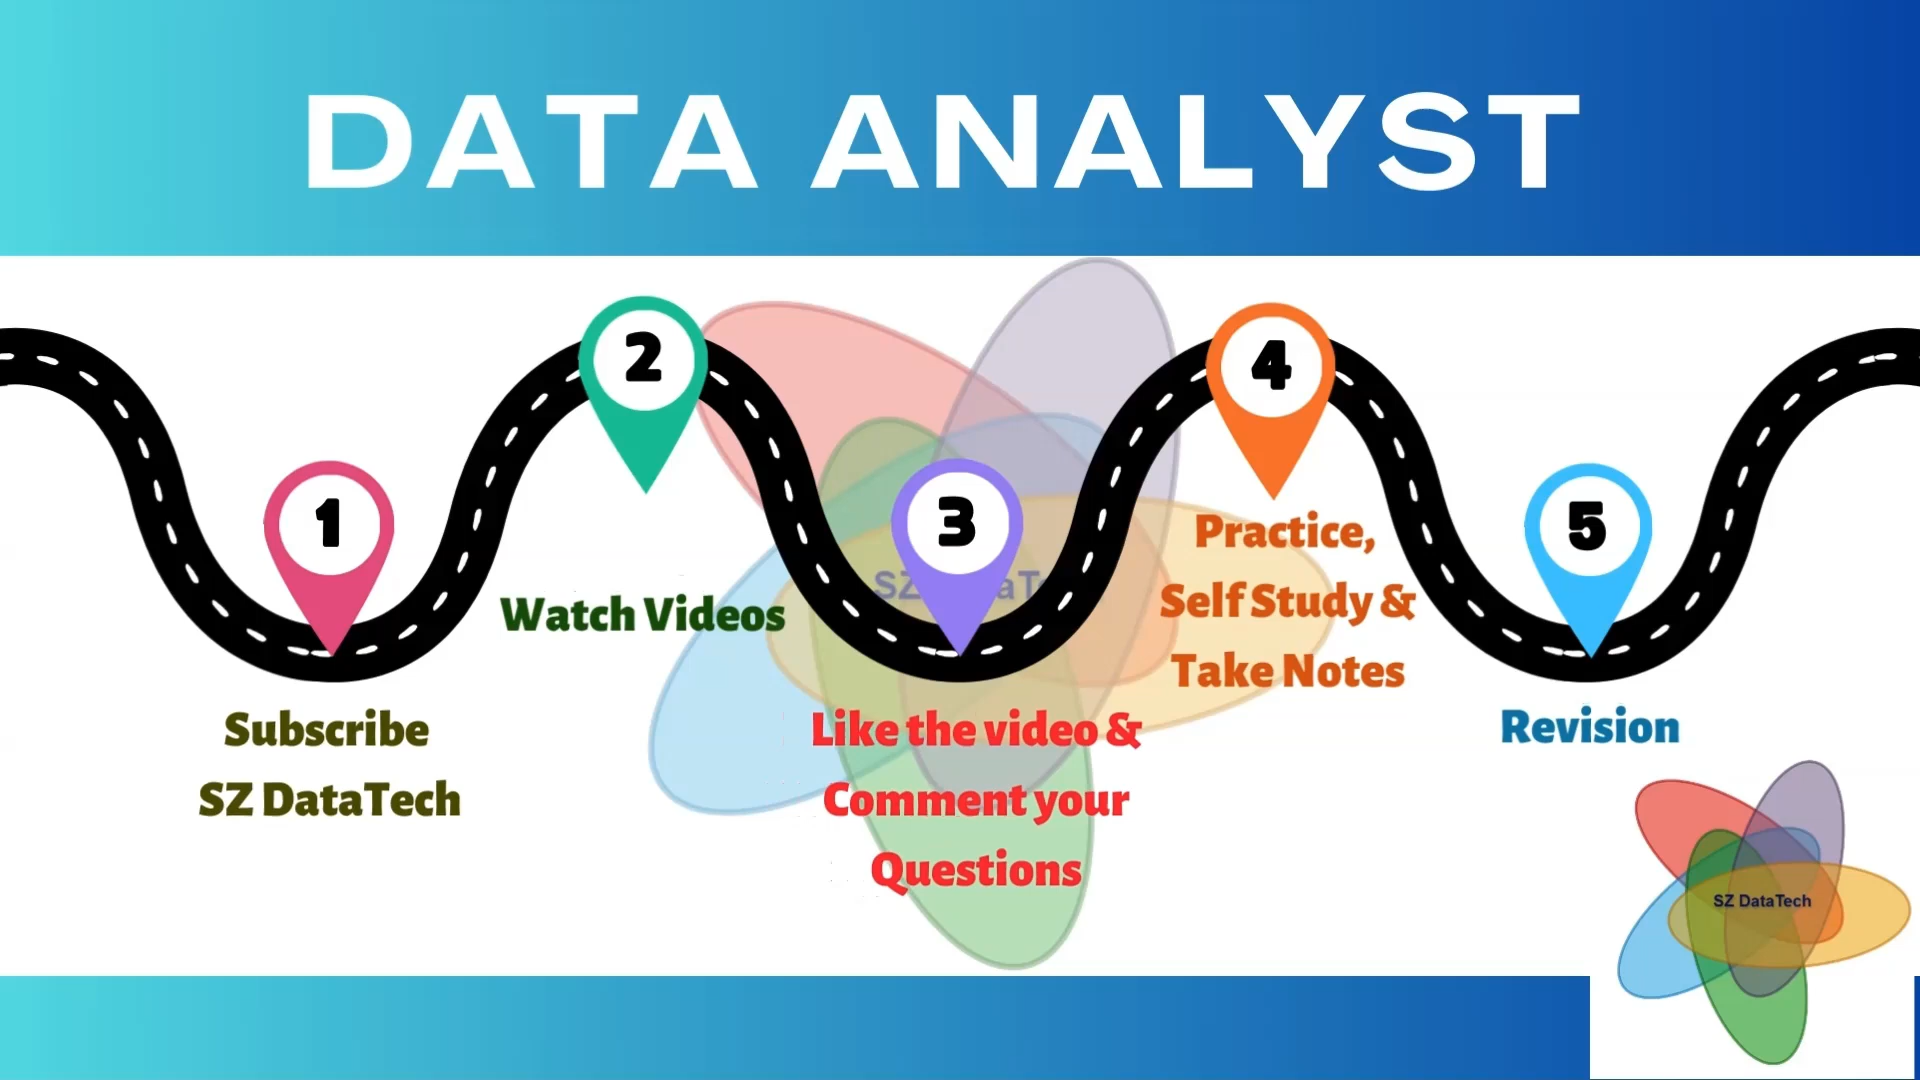 DATA ANALYST
1
Subscribe
SZ DataTech
2
Watch Videos
3
Like the video &
Comment your
Questions
4
Practice,
Self Study &
Take Notes
5
Revision
SZ DataTech